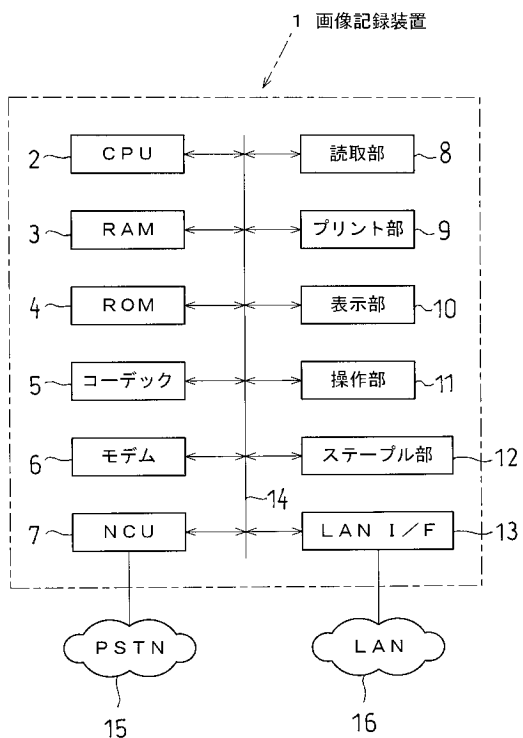 1 画像記録装置
2 CPU
読取部 8
3 RAM
プリント部 9
4 ROM
表示部 10
5 コーデック
操作部 11
6 モデム
ステープル部 12
14
7 NCU
LAN I/F 13
PSTN
LAN
15
16